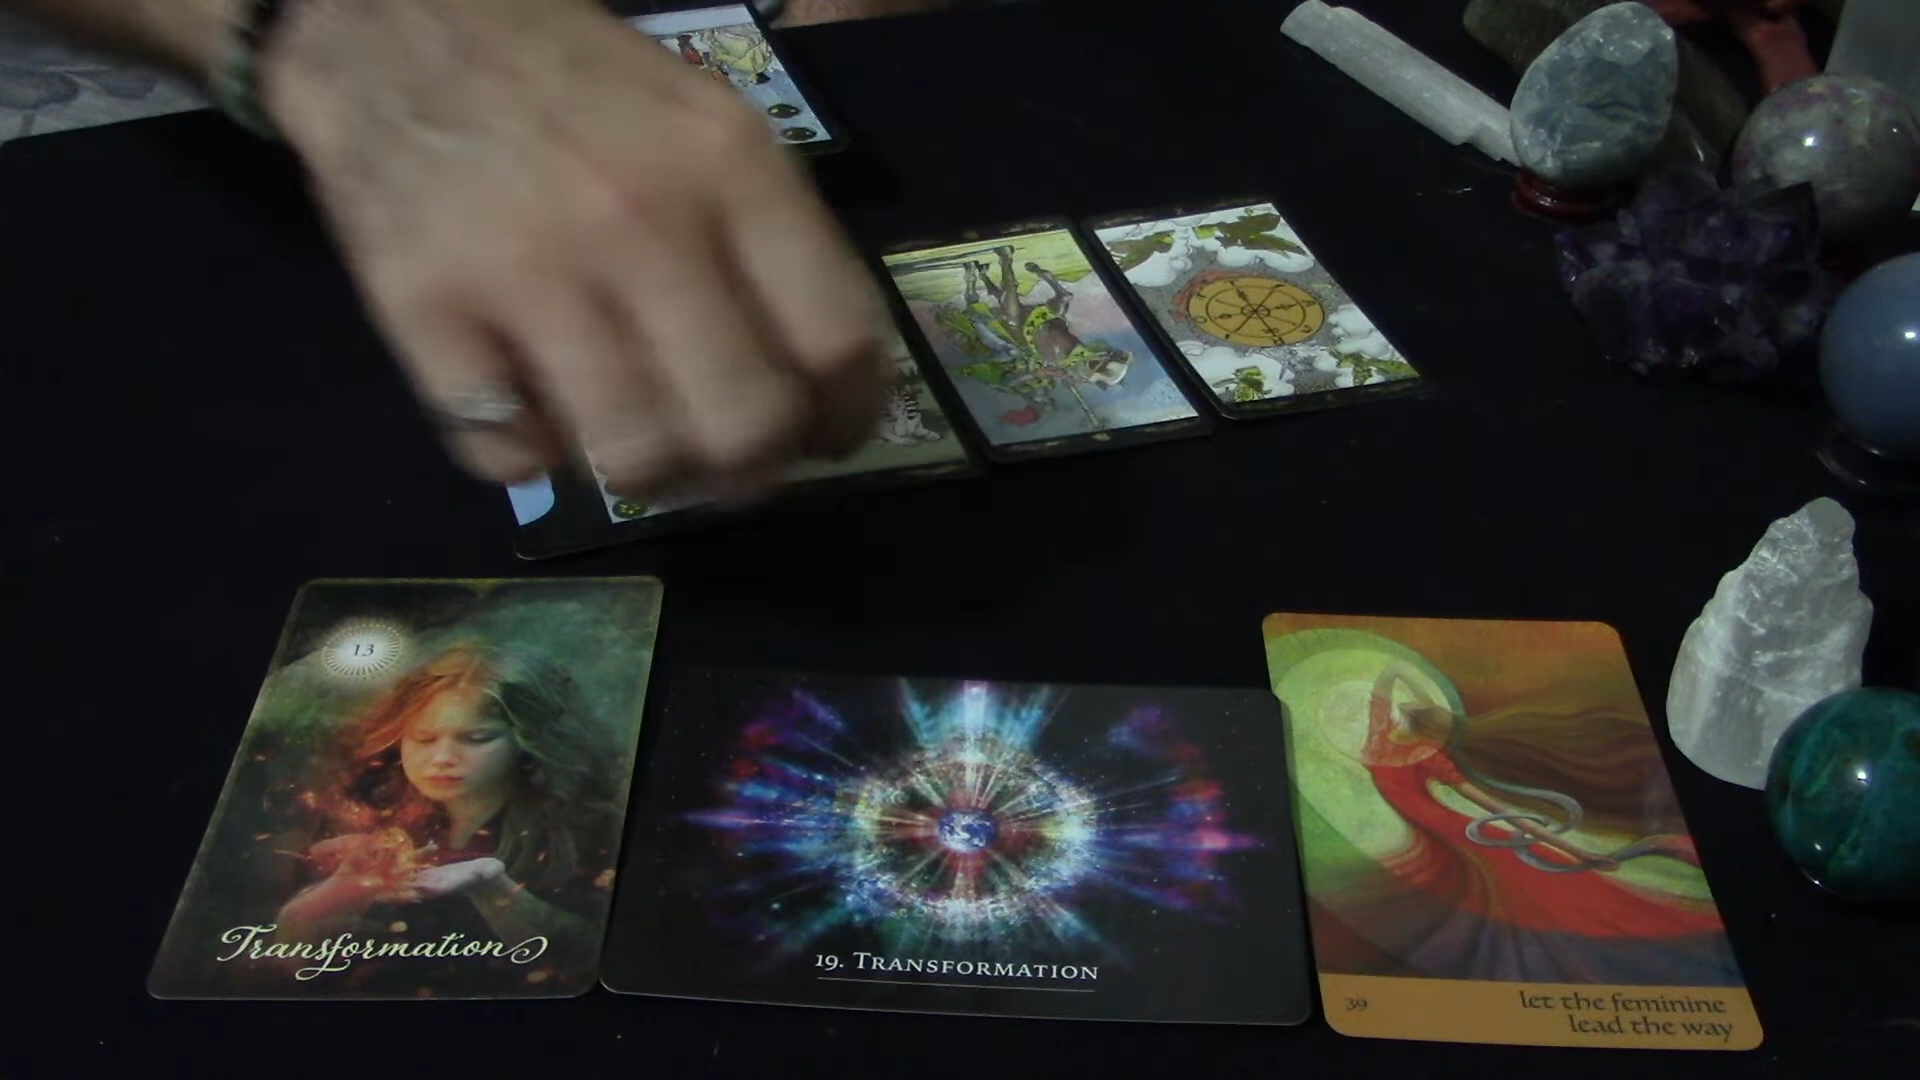 13
Transformation
19. TRANSFORMATION
39
let the feminine
lead the way